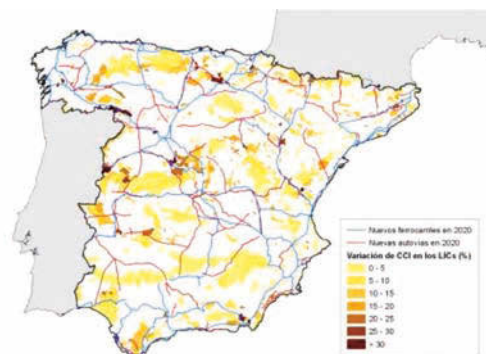 Nuevos ferrocarriles en 2020
Nuevas autovías en 2020
Variación de CCI en los LICs (%)
0 - 5
5 - 10
10 - 15
15 - 20
20 - 25
25 - 30
> 30